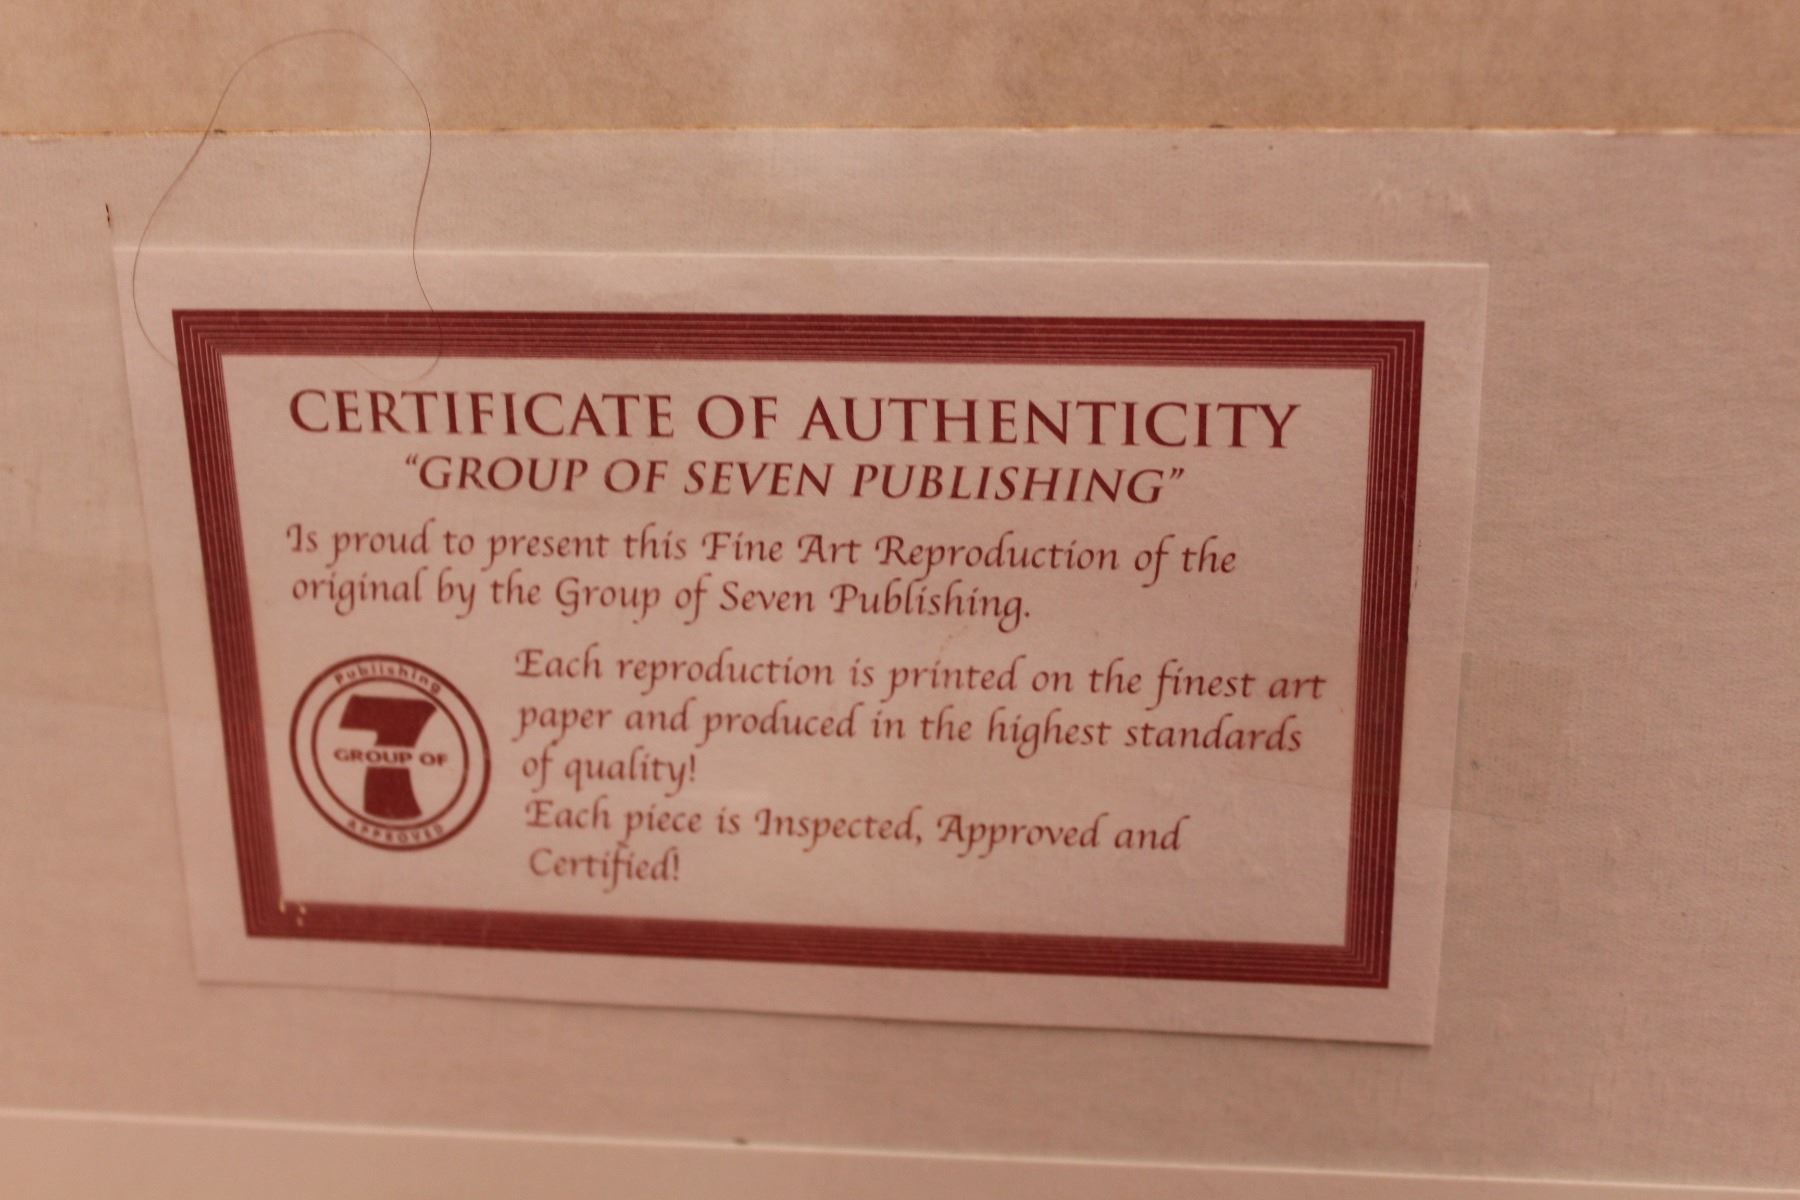 CERTIFICATE OF AUTHENTICITY
“GROUP OF SEVEN PUBLISHING”
Is proud to present this Fine Art Reproduction of the
original by the Group of Seven Publishing.
Each reproduction is printed on the finest art
paper and produced in the highest standards
of quality!
Each piece is Inspected, Approved and
Certified!
Publishing
7
GROUP OF
APPROVED